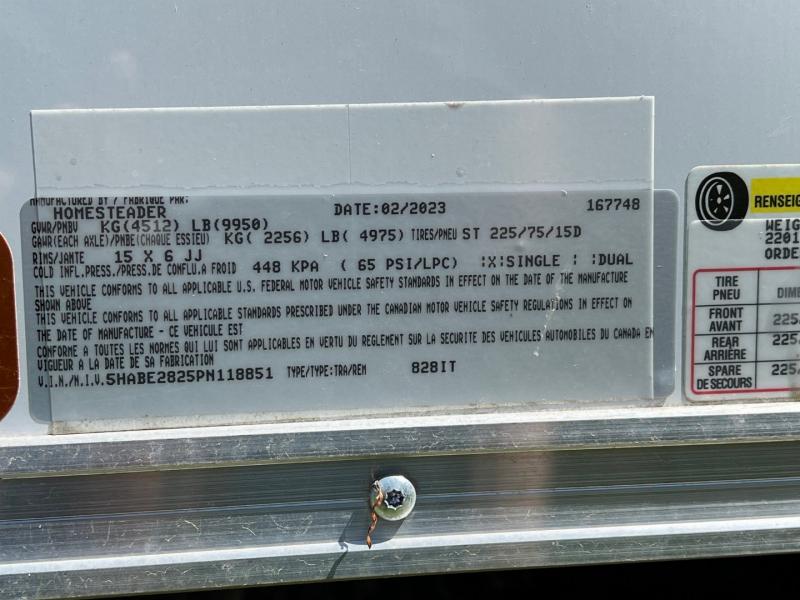 MANUFACTURED BY / FABRIQUE PAR:
HOMESTEADER DATE:02/2023 167748
GVWR/PNBV KG(4512) LB(9950)
GAWR(EACH AXLE)/PNBE(CHAQUE ESSIEU) KG( 2256) LB( 4975) TIRES/PNEU ST 225/75/15D
RIMS/JANTE 15 X 6 JJ
COLD INFL.PRESS./PRESS.DE CONFLU.A FROID 448 KPA ( 65 PSI/LPC) :X:SINGLE : :DUAL
THIS VEHICLE CONFORMS TO ALL APPLICABLE U.S. FEDERAL MOTOR VEHICLE SAFETY STANDARDS IN EFFECT ON THE DATE OF THE MANUFACTURE
SHOWN ABOVE
THIS VEHICLE CONFORMS TO ALL APPLICABLE STANDARDS PRESCRIBED UNDER THE CANADIAN MOTOR VEHICLE SAFETY REGULATIONS IN EFFECT ON
THE DATE OF MANUFACTURE - CE VEHICULE EST
CONFORME A TOUTES LES NORMES QUI LUI SONT APPLICABLES EN VERTU DU REGLEMENT SUR LA SECURITE DES VEHICULES AUTOMOBILES DU CANADA EN
VIGUEUR A LA DATE DE SA FABRICATION
V.I.N./N.I.V.5HABE2825PN118851 TYPE/TYPE:TRA/REM 828IT
RENSEIG
WEIG
2201
ORDE
TIRE
PNEU DIME
FRONT
AVANT 225
REAR
ARRIÈRE 225/
SPARE
DE SECOURS 225/